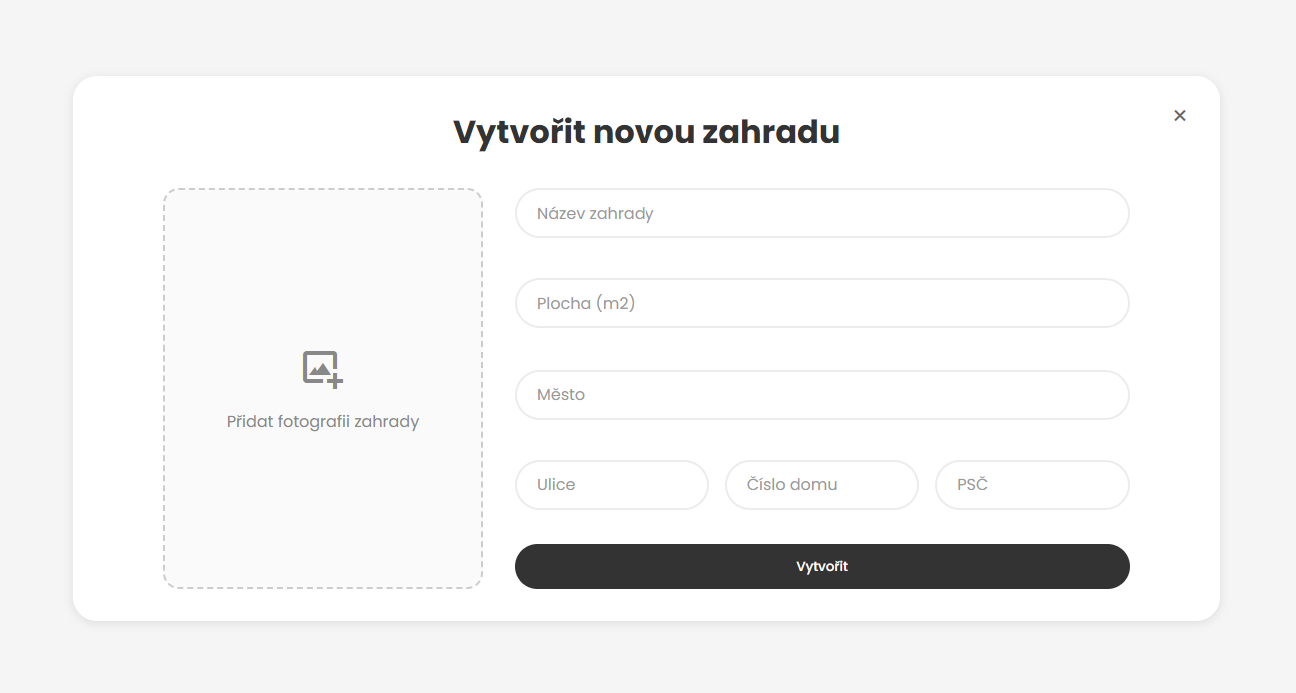 Vytvořit novou zahradu
✕
Přidat fotografii zahrady
Název zahrady
Plocha (m2)
Město
Ulice
Číslo domu
PSČ
Vytvořit